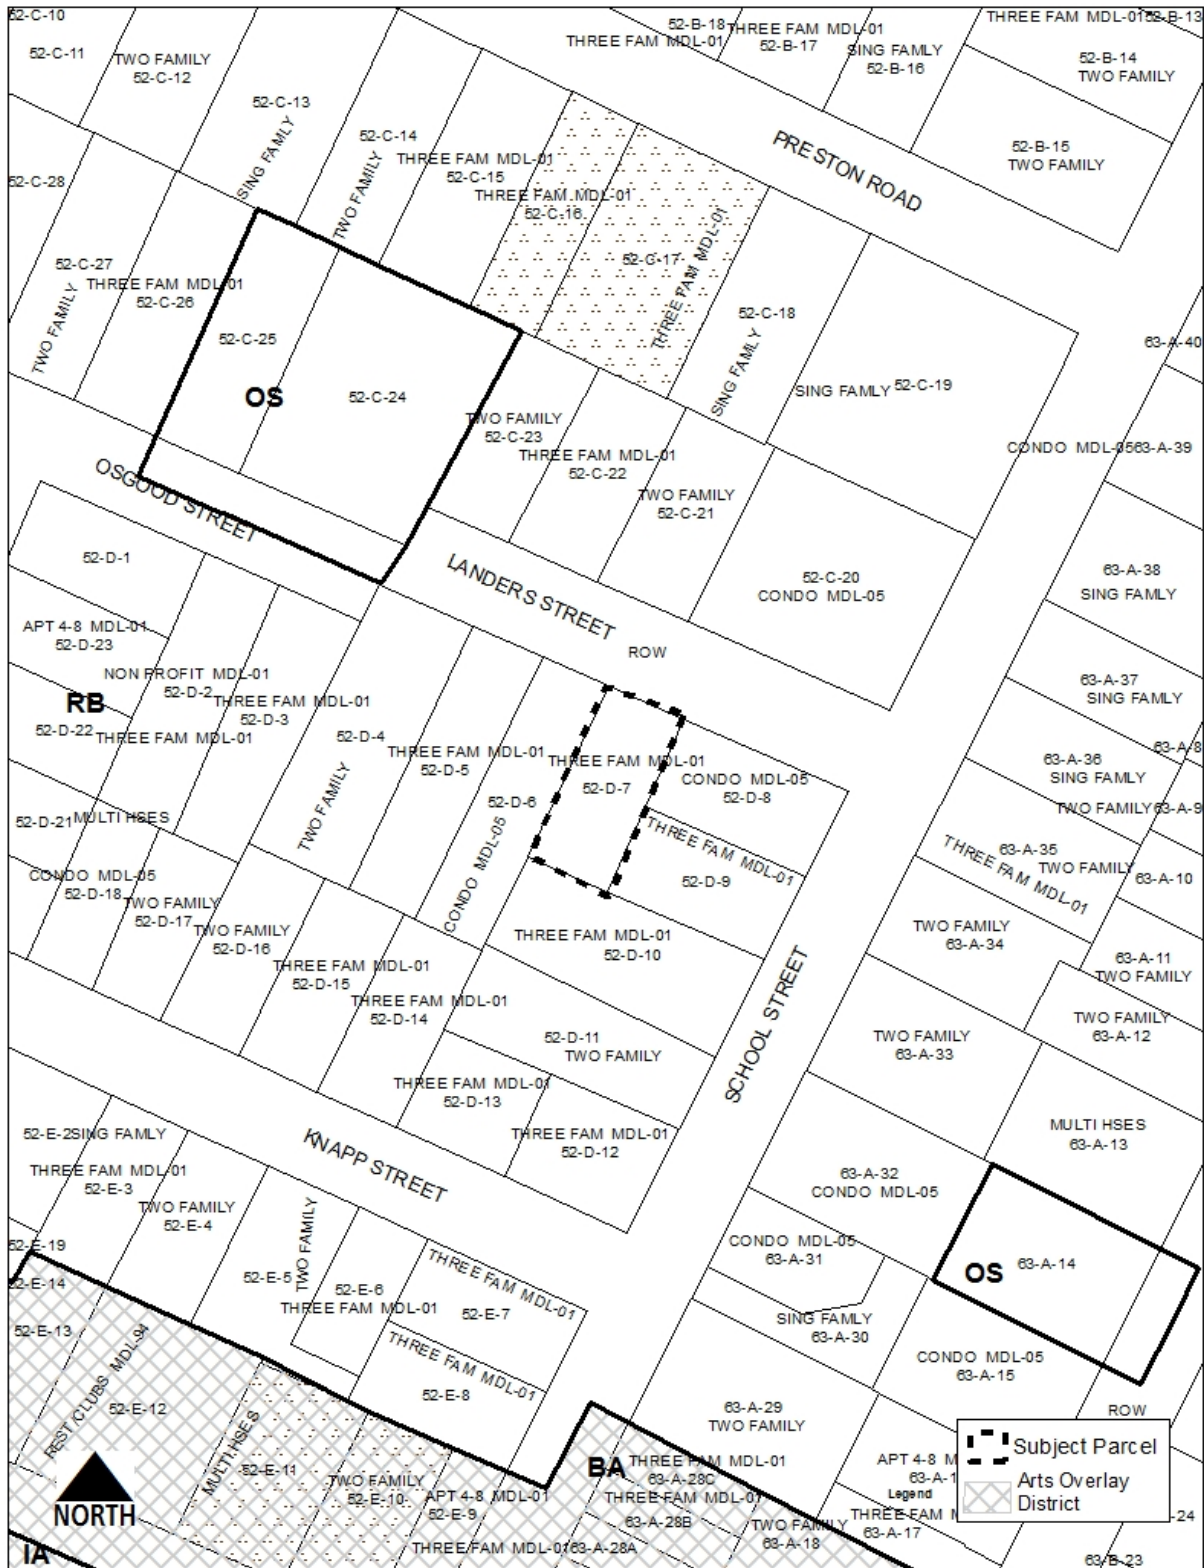 52-C-10
52-B-18
THREE FAM MDL-01
THREE FAM MDL-01
52-B-17
THREE FAM MDL-01
52-B-13
52-C-11
TWO FAMILY
52-C-12
SING FAMLY
52-B-16
52-B-14
TWO FAMILY
52-C-13
SING FAMLY
52-C-14
TWO FAMILY
THREE FAM MDL-01
52-C-15
THREE FAM MDL-01
52-C-16
PRESTON ROAD
52-B-15
TWO FAMILY
52-C-28
52-C-17
THREE FAM MDL-01
52-C-27
TWO FAMILY
THREE FAM MDL-01
52-C-26
52-C-25
OS
52-C-24
52-C-18
SING FAMLY
SING FAMLY 52-C-19
63-A-40
TWO FAMILY
52-C-23
THREE FAM MDL-01
52-C-22
TWO FAMILY
52-C-21
CONDO MDL-05
63-A-39
OSGOOD STREET
LANDERS STREET
52-C-20
CONDO MDL-05
63-A-38
SING FAMLY
52-D-1
APT 4-8 MDL-01
52-D-23
ROW
NON PROFIT MDL-01
52-D-2
RB
THREE FAM MDL-01
52-D-3
52-D-22
THREE FAM MDL-01
52-D-4
TWO FAMILY
THREE FAM MDL-01
52-D-5
THREE FAM MDL-01
52-D-7
52-D-6
CONDO MDL-05
CONDO MDL-05
52-D-8
63-A-37
SING FAMLY
63-A-36
SING FAMLY
63-A-8
TWO FAMILY
63-A-9
52-D-21
MULTI HSES
THREE FAM MDL-01
52-D-9
63-A-35
TWO FAMILY
THREE FAM MDL-01
63-A-10
CONDO MDL-05
52-D-18
TWO FAMILY
52-D-17
TWO FAMILY
52-D-16
THREE FAM MDL-01
52-D-10
TWO FAMILY
63-A-34
63-A-11
TWO FAMILY
THREE FAM MDL-01
52-D-15
THREE FAM MDL-01
52-D-14
52-D-11
TWO FAMILY
SCHOOL STREET
TWO FAMILY
63-A-33
TWO FAMILY
63-A-12
THREE FAM MDL-01
52-D-13
THREE FAM MDL-01
52-D-12
MULTI HSES
63-A-13
52-E-2
SING FAMLY
THREE FAM MDL-01
52-E-3
TWO FAMILY
52-E-4
KNAPP STREET
63-A-32
CONDO MDL-05
52-E-19
52-E-14
52-E-13
52-E-5
TWO FAMILY
52-E-6
THREE FAM MDL-01
THREE FAM MDL-01
52-E-7
CONDO MDL-05
63-A-31
OS
63-A-14
SING FAMLY
63-A-30
THREE FAM MDL-01
52-E-8
CONDO MDL-05
63-A-15
REST/CLUBS MDL-94
52-E-12
63-A-29
TWO FAMILY
ROW
MULTI HSES
52-E-11
TWO FAMILY
52-E-10
APT 4-8 MDL-01
52-E-9
BA
THREE FAM MDL-01
63-A-28C
THREE FAM MDL-01
63-A-28B
APT 4-8 M
63-A-1
Legend
Subject Parcel
Arts Overlay
District
NORTH
TWO FAMILY
63-A-18
THREE FAM M
63-A-17
-24
IA
THREE FAM MDL-01
63-A-28A
63-B-23